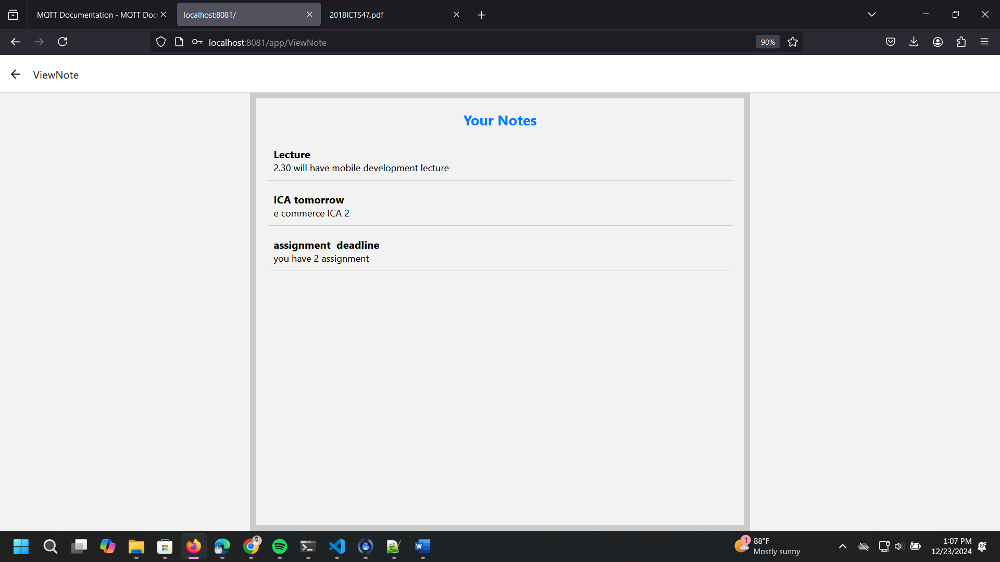 MQTT Documentation - MQTT Doc
localhost:8081/
2018ICTS47.pdf
localhost:8081/app/ViewNote
90%
ViewNote
Your Notes
Lecture
2.30 will have mobile development lecture
ICA tomorrow
e commerce ICA 2
assignment  deadline
you have 2 assignment
1
88°F
Mostly sunny
1:07 PM
12/23/2024